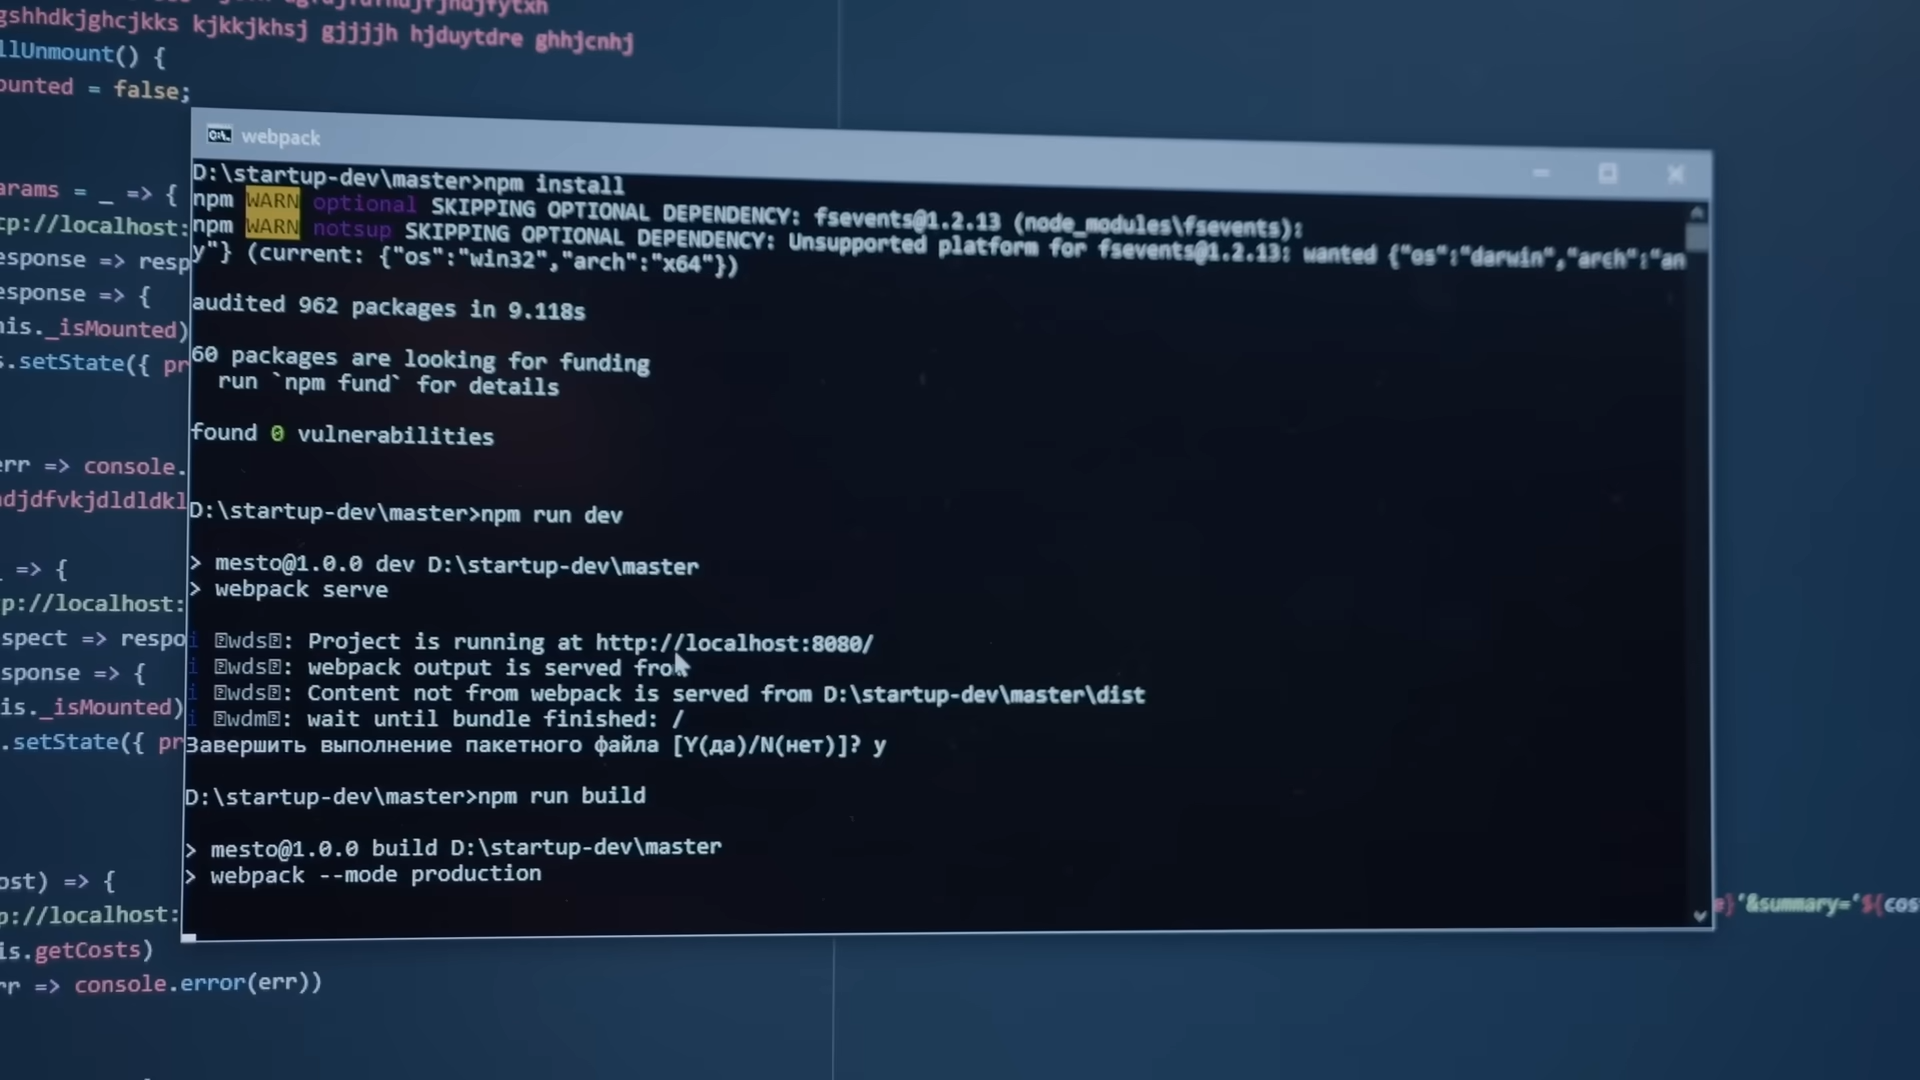 gshhdkjghcjkks kjkkjkhsj gjjjjh hjduytdre ghhjcnhj
llUnmount() {
ounted = false;
arams = _ => {
tp://localhost:
esponse => resp
esponse => {
his._isMounted)
s.setState({ pr
err => console.
djdfvkjdldldkl
_ => {
p://localhost:
spect => respo
sponse => {
is._isMounted)
.setState({ pr
ost) => {
p://localhost:
is.getCosts)
rr => console.error(err))
webpack
D:\startup-dev\master>npm install
npm WARN optional SKIPPING OPTIONAL DEPENDENCY: fsevents@1.2.13 (node_modules\fsevents):
npm WARN notsup SKIPPING OPTIONAL DEPENDENCY: Unsupported platform for fsevents@1.2.13: wanted {"os":"darwin","arch":"an
y"} (current: {"os":"win32","arch":"x64"})
audited 962 packages in 9.118s
60 packages are looking for funding
run `npm fund` for details
found 0 vulnerabilities
D:\startup-dev\master>npm run dev
> mesto@1.0.0 dev D:\startup-dev\master
> webpack serve
i ⍰wds⍰: Project is running at http://localhost:8080/
i ⍰wds⍰: webpack output is served from
i ⍰wds⍰: Content not from webpack is served from D:\startup-dev\master\dist
i ⍰wdm⍰: wait until bundle finished: /
Завершить выполнение пакетного файла [Y(да)/N(нет)]? y
D:\startup-dev\master>npm run build
> mesto@1.0.0 build D:\startup-dev\master
> webpack --mode production
}'&summary='${cos